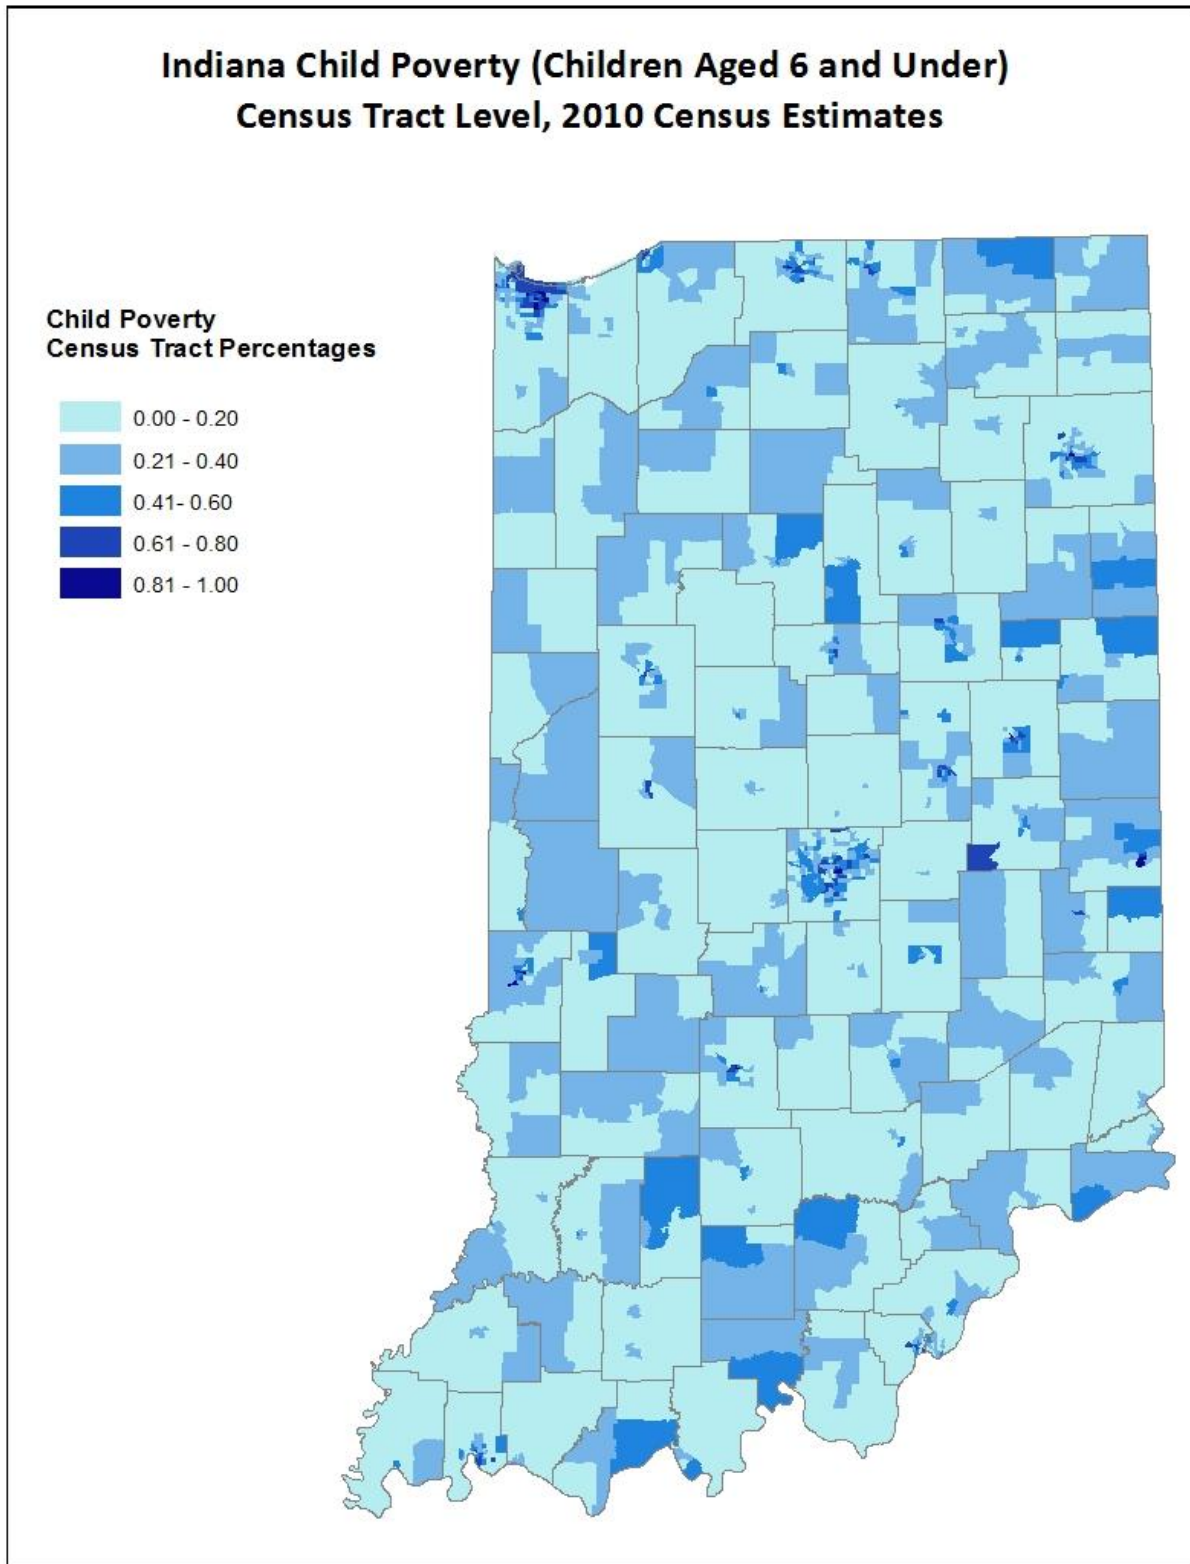 Indiana Child Poverty (Children Aged 6 and Under)
Census Tract Level, 2010 Census Estimates
Child Poverty
Census Tract Percentages
0.00 - 0.20
0.21 - 0.40
0.41- 0.60
0.61 - 0.80
0.81 - 1.00